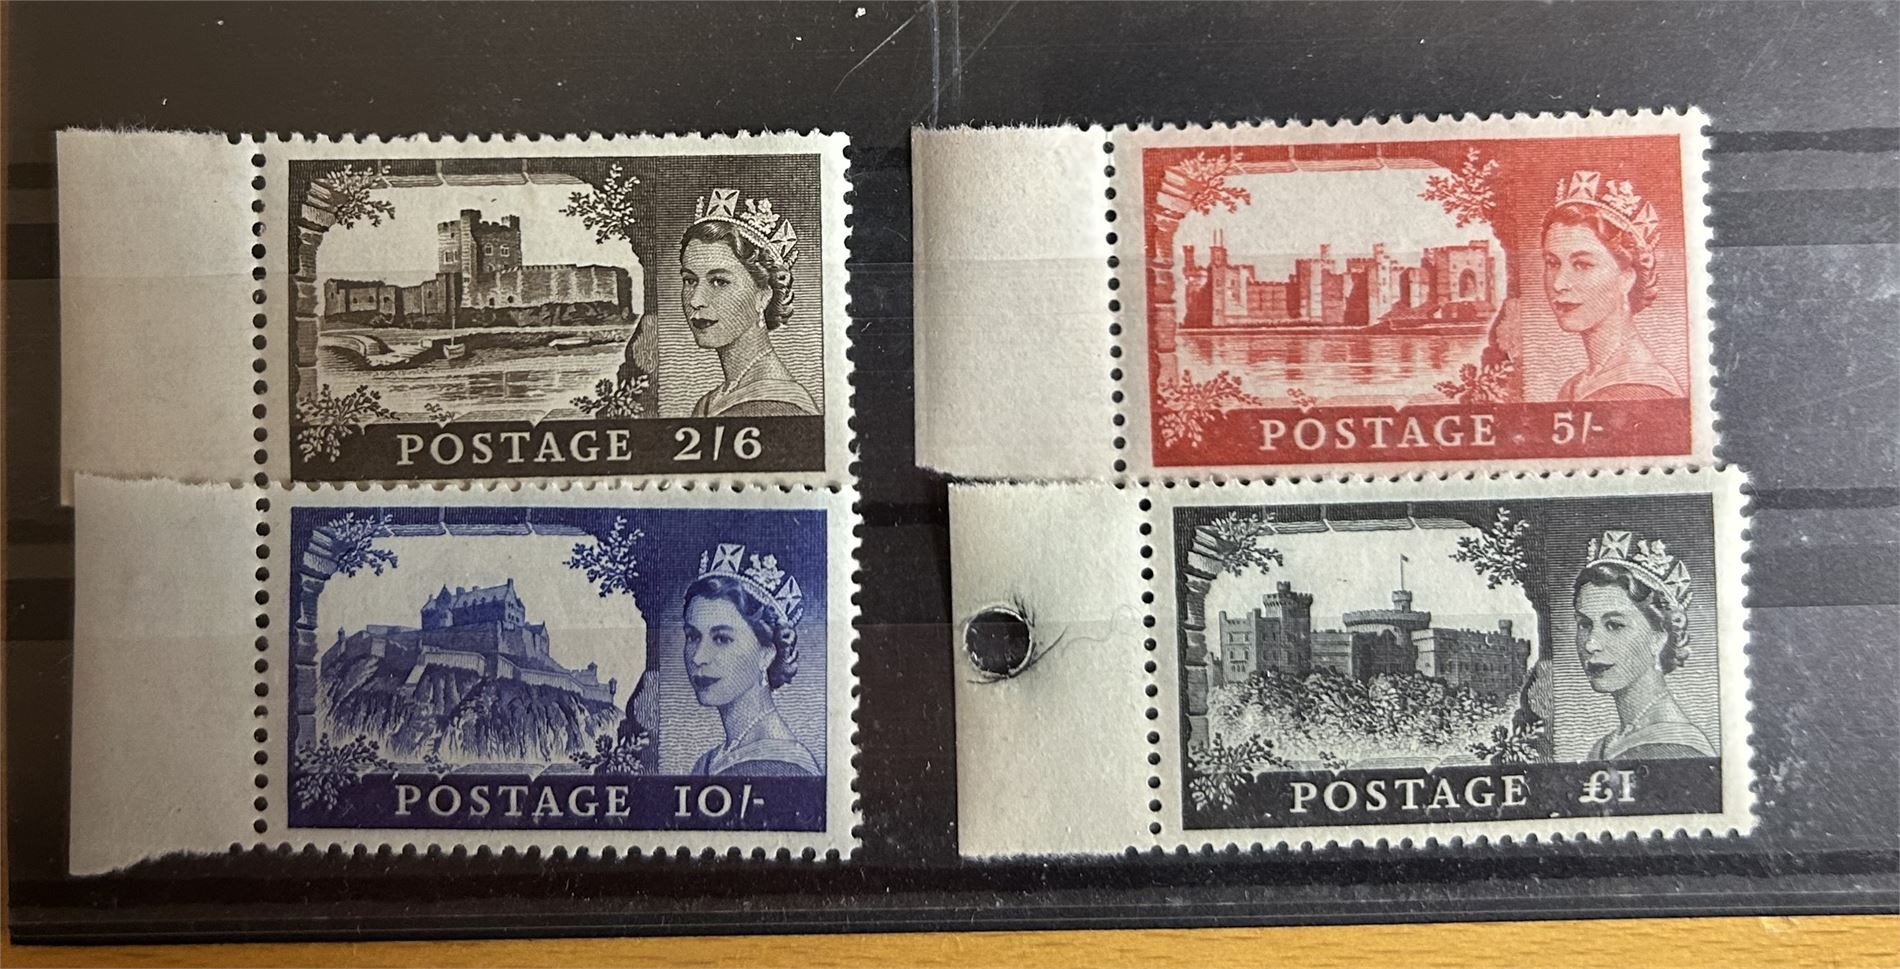 POSTAGE 2/6
POSTAGE 5/-
POSTAGE 10/-
POSTAGE £1